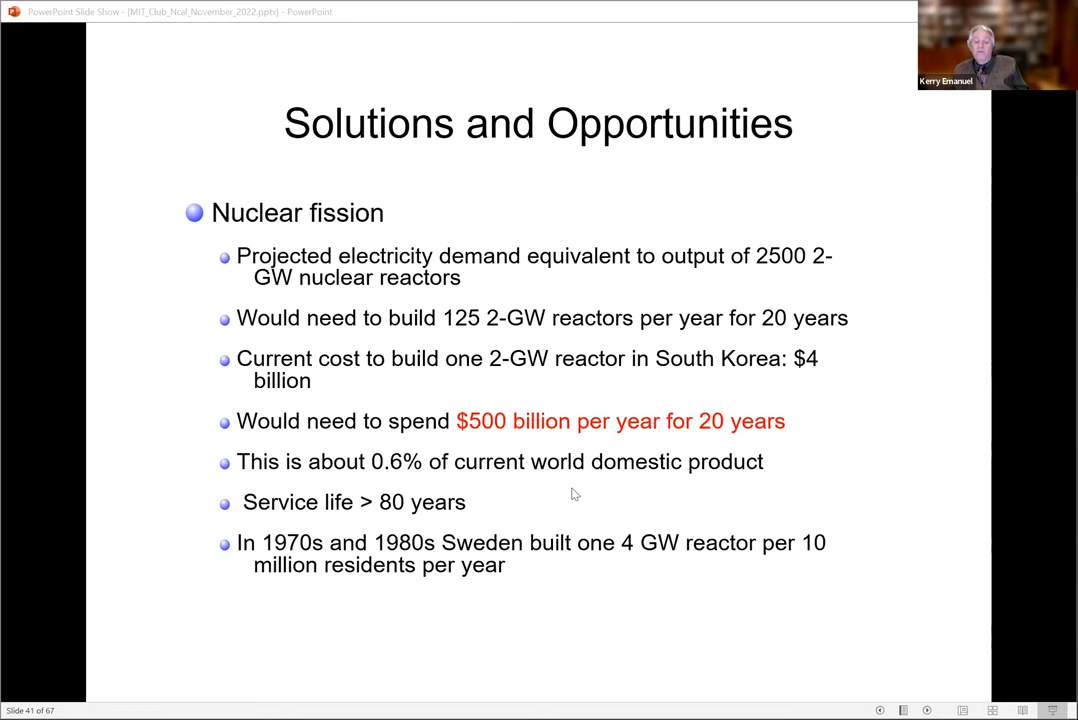 PowerPoint Slide Show - [MIT_Club_Ncal_November_2022.pptx] - PowerPoint
Kerry Emanuel
Solutions and Opportunities
Nuclear fission
Projected electricity demand equivalent to output of 2500 2-
GW nuclear reactors
Would need to build 125 2-GW reactors per year for 20 years
Current cost to build one 2-GW reactor in South Korea: $4
billion
Would need to spend $500 billion per year for 20 years
This is about 0.6% of current world domestic product
Service life > 80 years
In 1970s and 1980s Sweden built one 4 GW reactor per 10
million residents per year
Slide 41 of 67